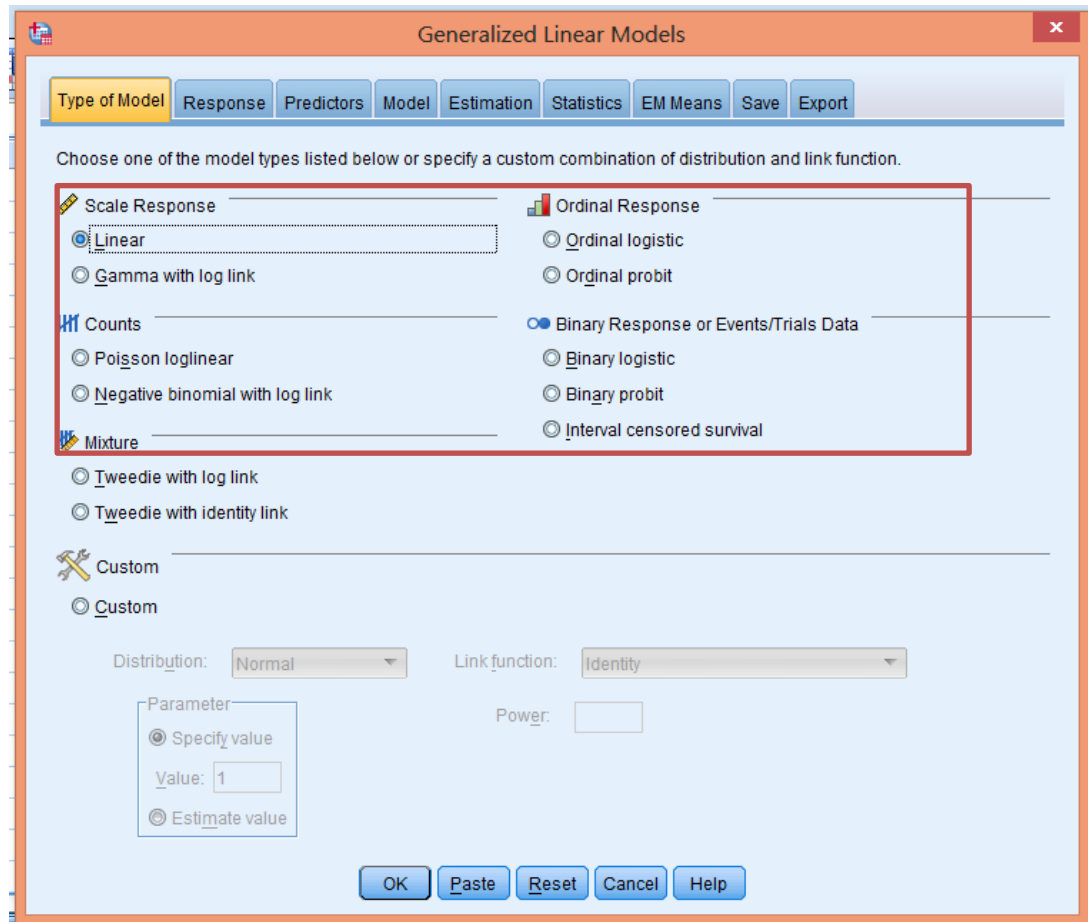 Generalized Linear Models
x
Type of Model Response Predictors Model Estimation Statistics EM Means Save Export
Choose one of the model types listed below or specify a custom combination of distribution and link function.
Scale Response
Linear
Gamma with log link
Counts
Poisson loglinear
Negative binomial with log link
Mixture
Tweedie with log link
Tweedie with identity link
Ordinal Response
Ordinal logistic
Ordinal probit
Binary Response or Events/Trials Data
Binary logistic
Binary probit
Interval censored survival
Custom
Custom
Distribution: Normal Link function: Identity
Parameter
Specify value
Value: 1
Estimate value
Power:
OK Paste Reset Cancel Help